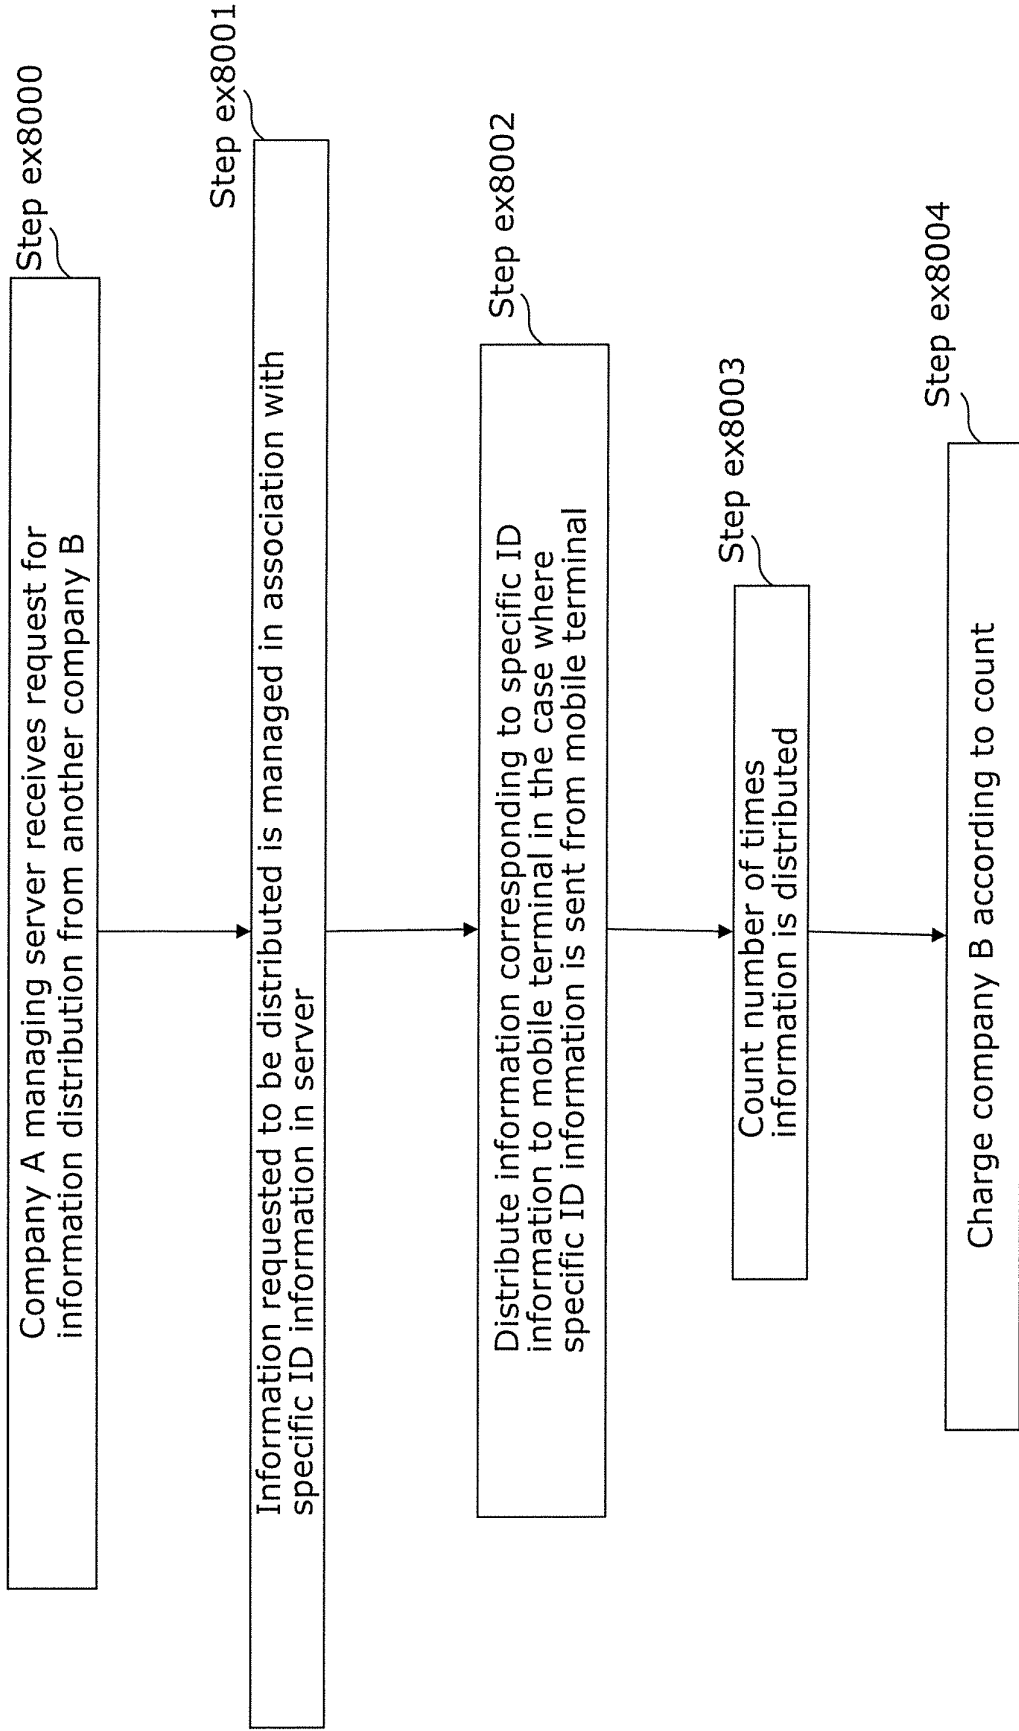 Step ex8000
Company A managing server receives request for
information distribution from another company B
Step ex8001
Information requested to be distributed is managed in association with
specific ID information in server
Step ex8002
Distribute information corresponding to specific ID
information to mobile terminal in the case where
specific ID information is sent from mobile terminal
Step ex8003
Count number of times
information is distributed
Step ex8004
Charge company B according to count